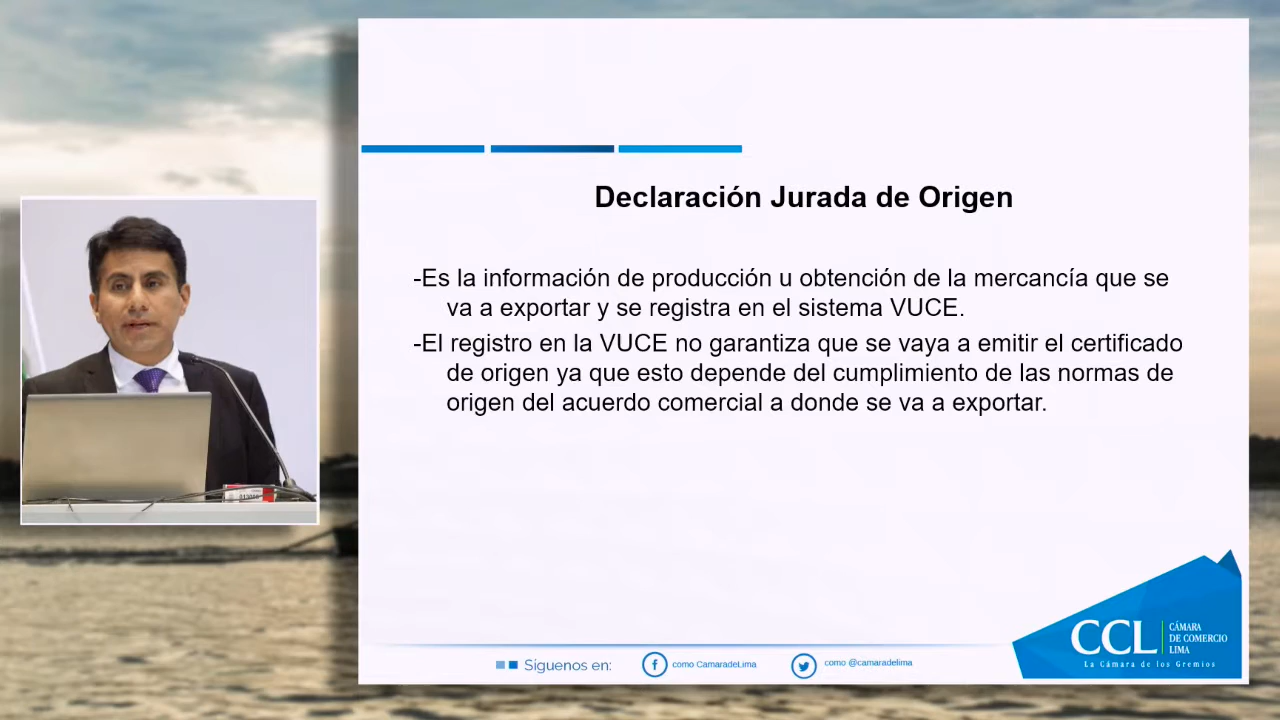 Declaración Jurada de Origen
-Es la información de producción u obtención de la mercancía que se
va a exportar y se registra en el sistema VUCE.
-El registro en la VUCE no garantiza que se vaya a emitir el certificado
de origen ya que esto depende del cumplimiento de las normas de
origen del acuerdo comercial a donde se va a exportar.
CCL
CÁMARA
DE COMERCIO
LIMA
La Cámara de los Gremios
Síguenos en:
como CamaradeLima
como @camaradelima